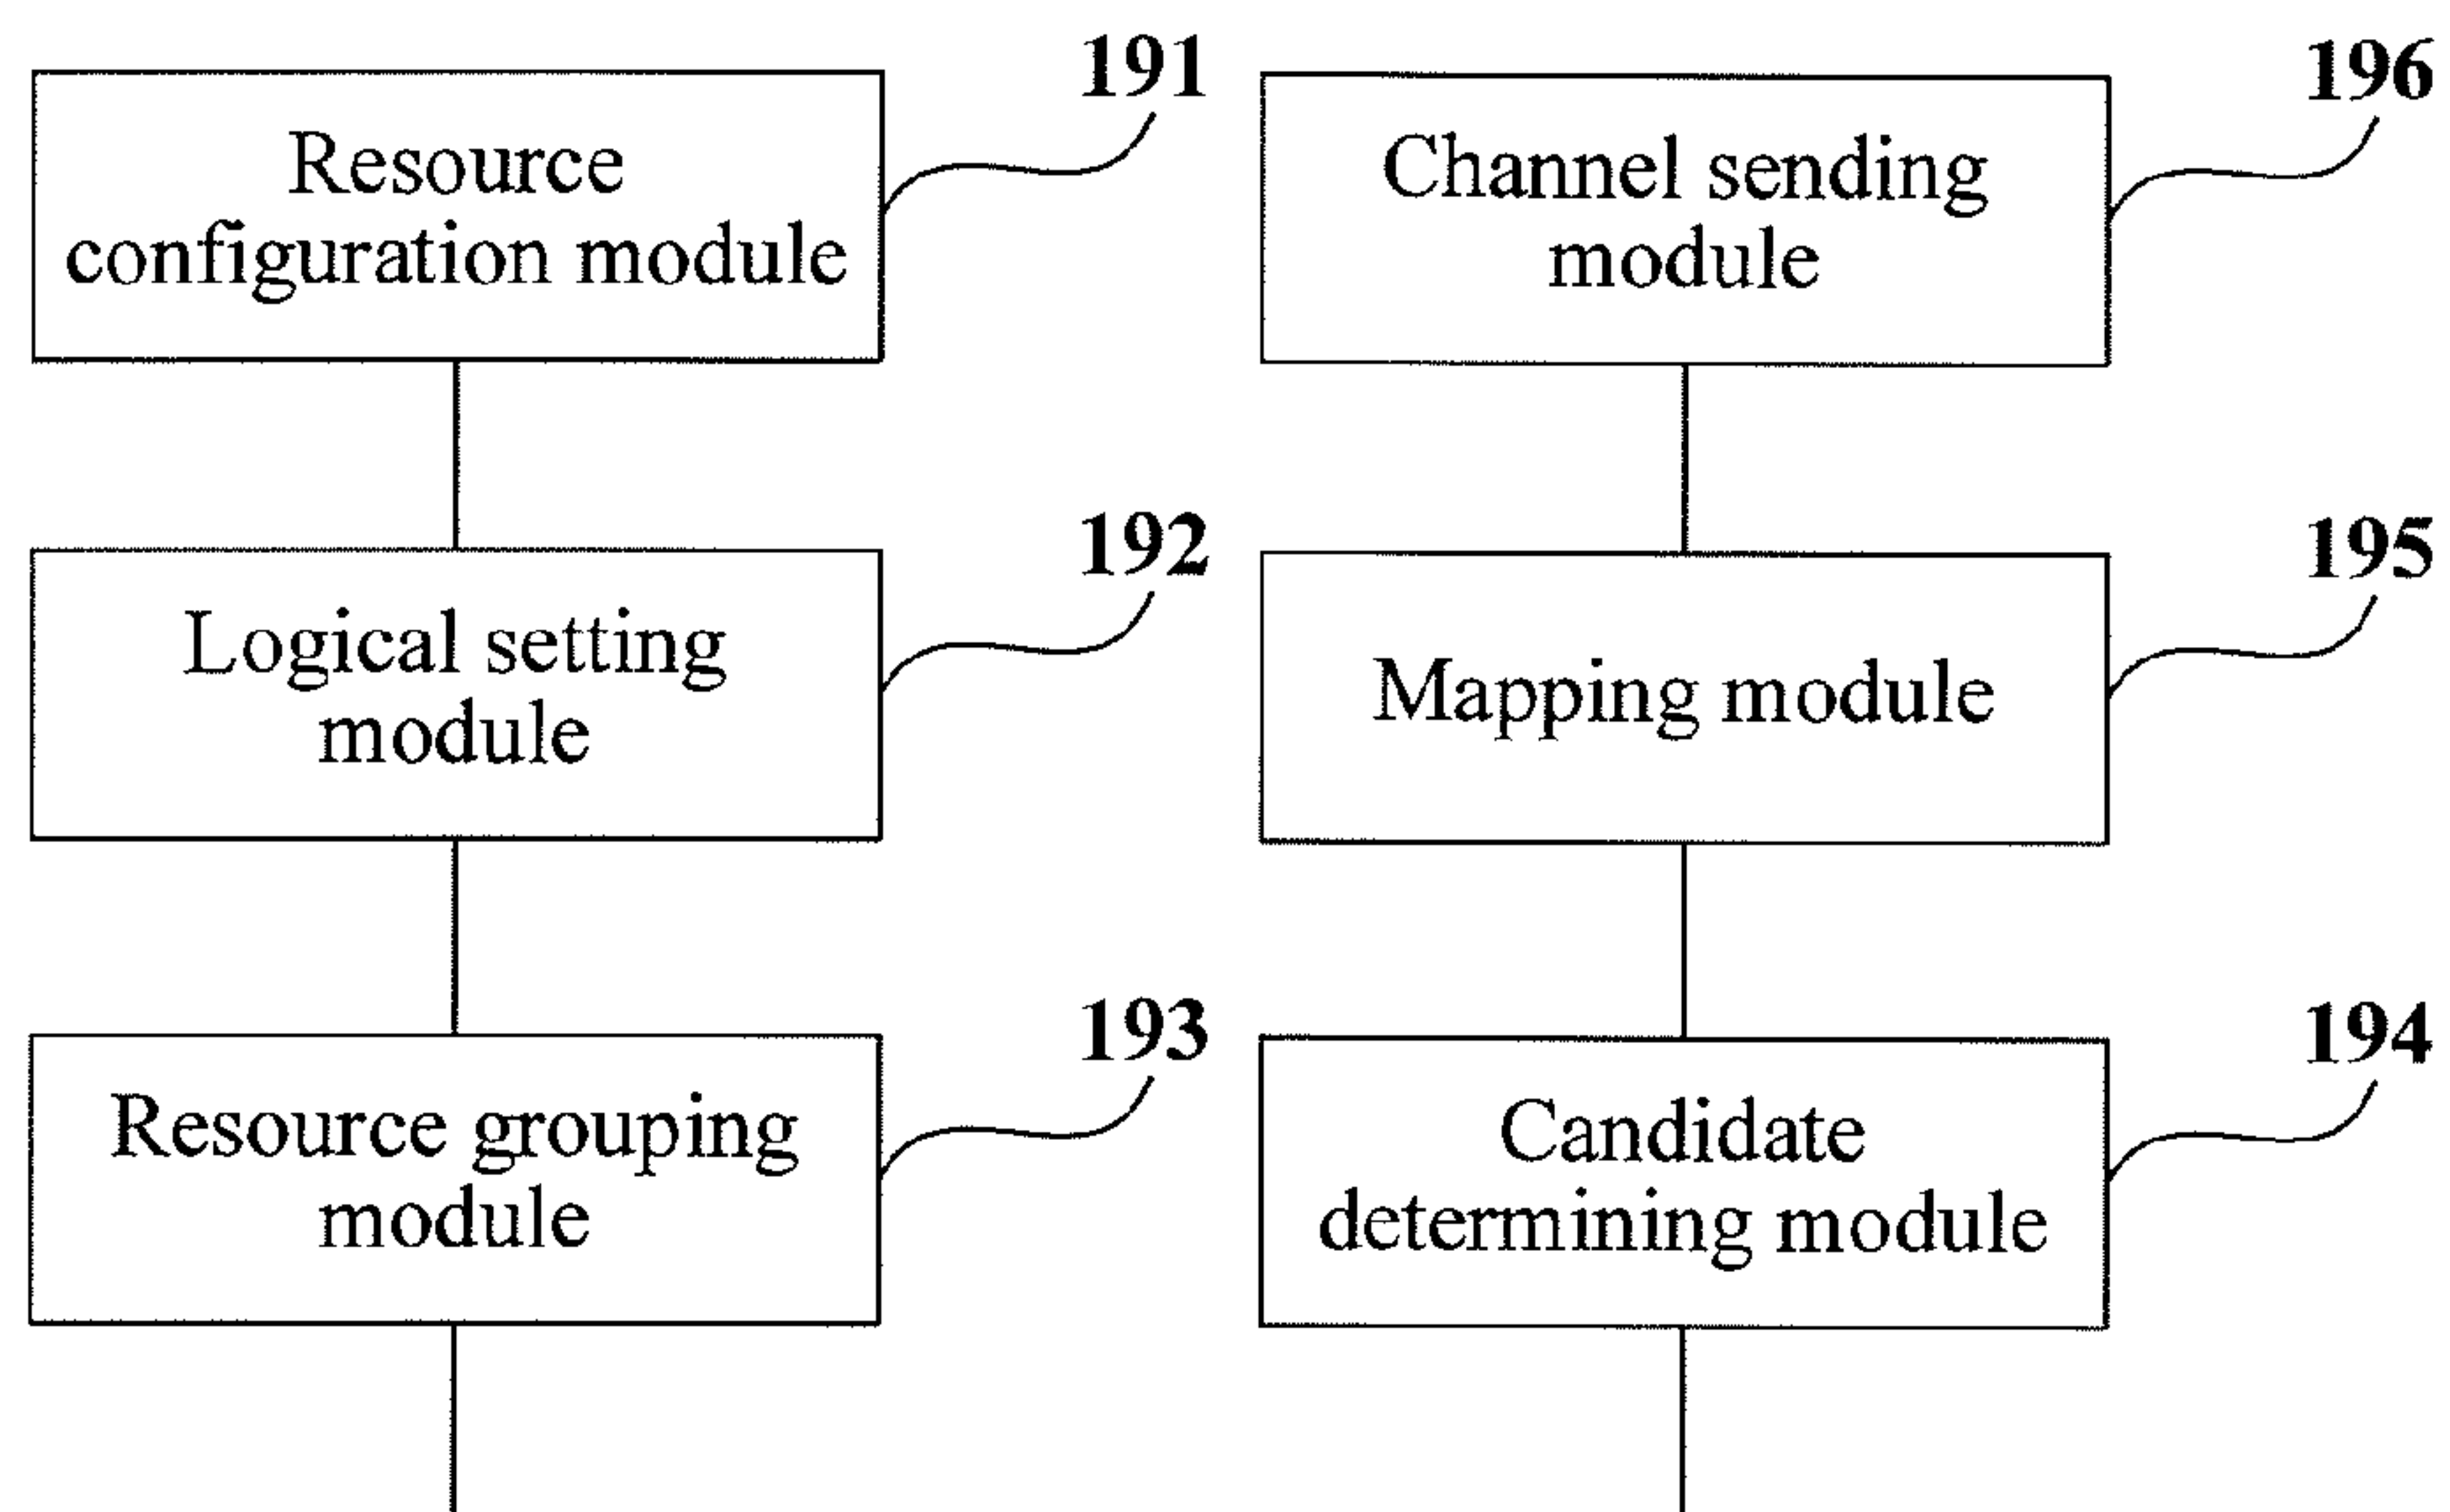 191
Resource
configuration module
192
Logical setting
module
193
Resource grouping
module
196
Channel sending
module
195
Mapping module
194
Candidate
determining module